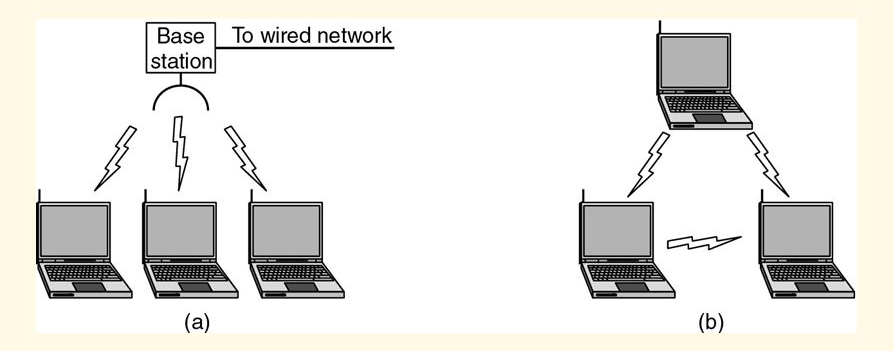 Base
station
To wired network
(a)
(b)